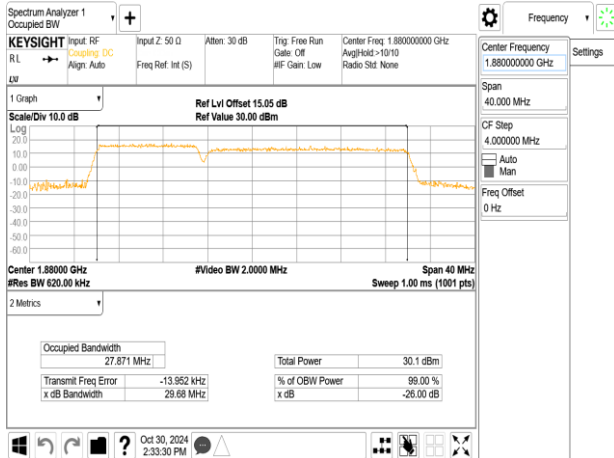 Spectrum Analyzer 1
Occupied BW
+
Frequency
KEYSIGHT
RL
Input: RF
Coupling: DC
Align: Auto
Input Z: 50 Ω
Freq Ref: Int (S)
Atten: 30 dB
Trig: Free Run
Gate: Off
#IF Gain: Low
Center Freq: 1.880000000 GHz
Avg|Hold:>10/10
Radio Std: None
Center Frequency
1.880000000 GHz
Settings
Span
40.000 MHz
CF Step
4.000000 MHz
Auto
Man
Freq Offset
0 Hz
1 Graph
Scale/Div 10.0 dB
Ref Lvl Offset 15.05 dB
Ref Value 30.00 dBm
Log
20.0
10.0
0.00
-10.0
-20.0
-30.0
-40.0
-50.0
-60.0
Center 1.88000 GHz
#Video BW 2.0000 MHz
Span 40 MHz
#Res BW 620.00 kHz
Sweep 1.00 ms (1001 pts)
2 Metrics
Occupied Bandwidth
27.871 MHz
Total Power 30.1 dBm
Transmit Freq Error -13.952 kHz
% of OBW Power 99.00 %
x dB Bandwidth 29.68 MHz
x dB -26.00 dB
?
Oct 30, 2024
2:33:30 PM